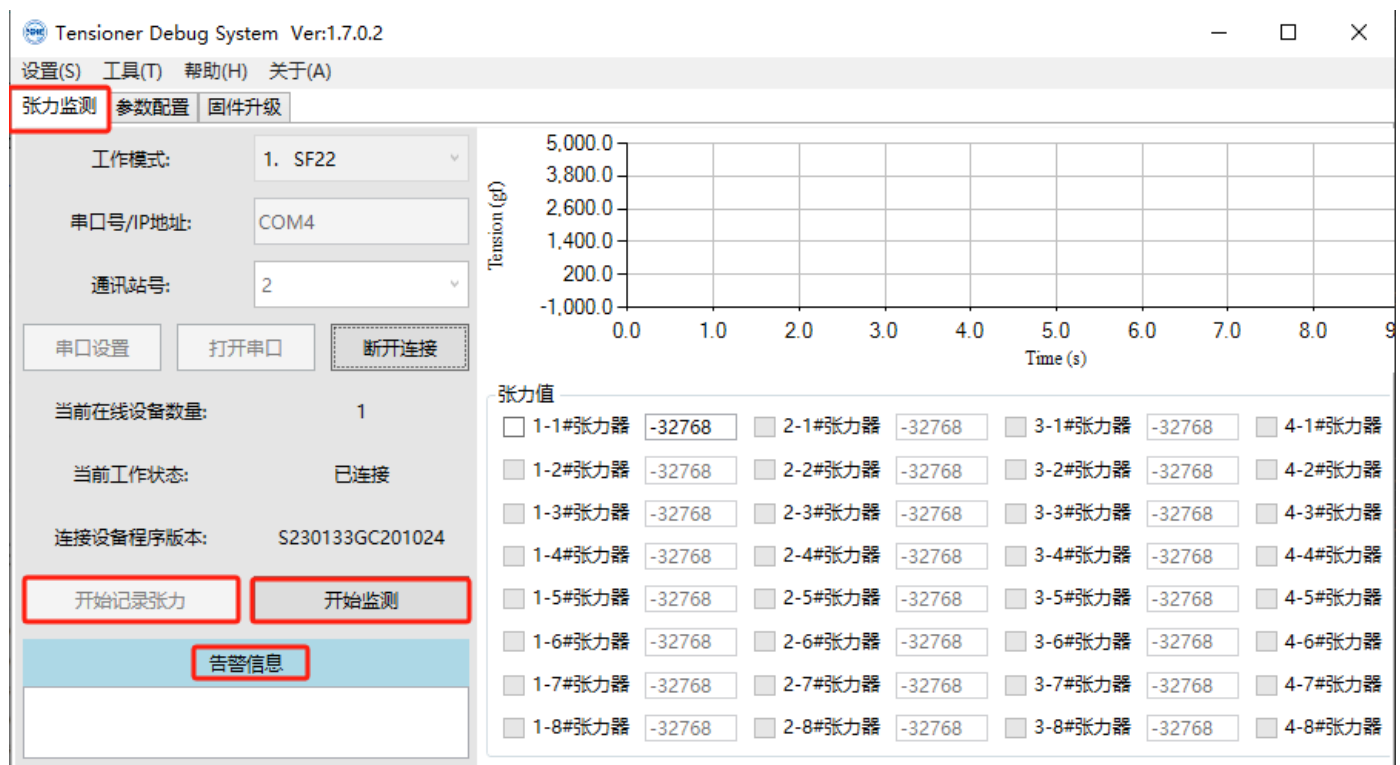 Tensioner Debug System Ver:1.7.0.2
设置(S) 工具(T) 帮助(H) 关于(A)
张力监测 参数配置 固件升级
工作模式: 1. SF22
串口号/IP地址: COM4
通讯站号: 2
串口设置 打开串口 断开连接
当前在线设备数量: 1
当前工作状态: 已连接
连接设备程序版本: S230133GC201024
开始记录张力 开始监测
告警信息
Tension (gf)
5,000.0
3,800.0
2,600.0
1,400.0
200.0
-1,000.0
0.0 1.0 2.0 3.0 4.0 5.0 6.0 7.0 8.0 9
Time (s)
张力值
1-1#张力器 -32768 2-1#张力器 -32768 3-1#张力器 -32768 4-1#张力器
1-2#张力器 -32768 2-2#张力器 -32768 3-2#张力器 -32768 4-2#张力器
1-3#张力器 -32768 2-3#张力器 -32768 3-3#张力器 -32768 4-3#张力器
1-4#张力器 -32768 2-4#张力器 -32768 3-4#张力器 -32768 4-4#张力器
1-5#张力器 -32768 2-5#张力器 -32768 3-5#张力器 -32768 4-5#张力器
1-6#张力器 -32768 2-6#张力器 -32768 3-6#张力器 -32768 4-6#张力器
1-7#张力器 -32768 2-7#张力器 -32768 3-7#张力器 -32768 4-7#张力器
1-8#张力器 -32768 2-8#张力器 -32768 3-8#张力器 -32768 4-8#张力器